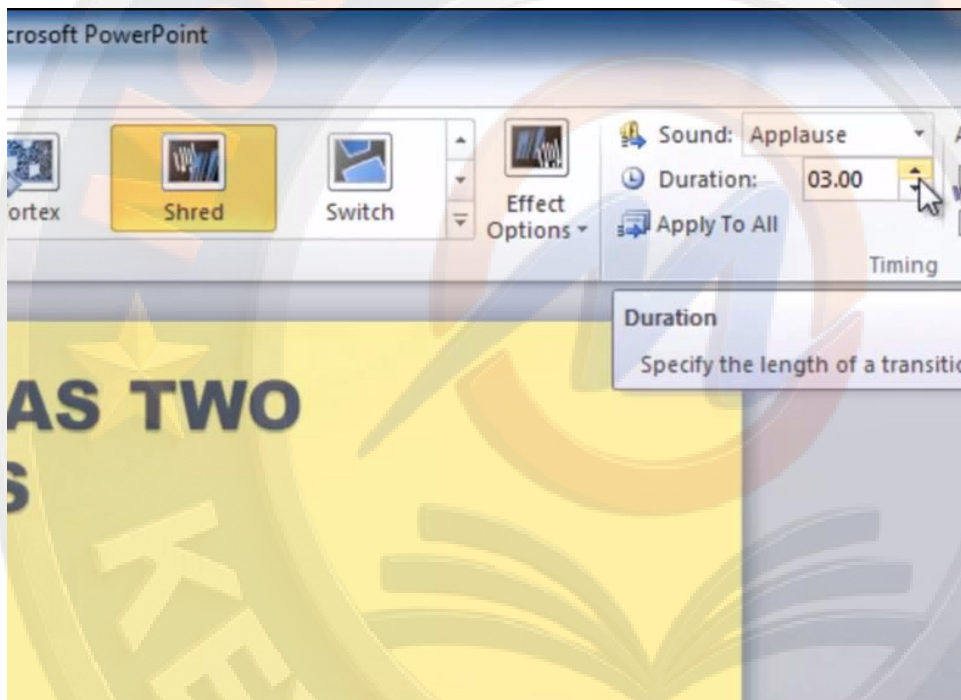 crosoft PowerPoint
ortex
Shred
Switch
Effect
Options
Sound: Applause
Duration: 03.00
Apply To All
Timing
Duration
Specify the length of a transitio
AS TWO
S